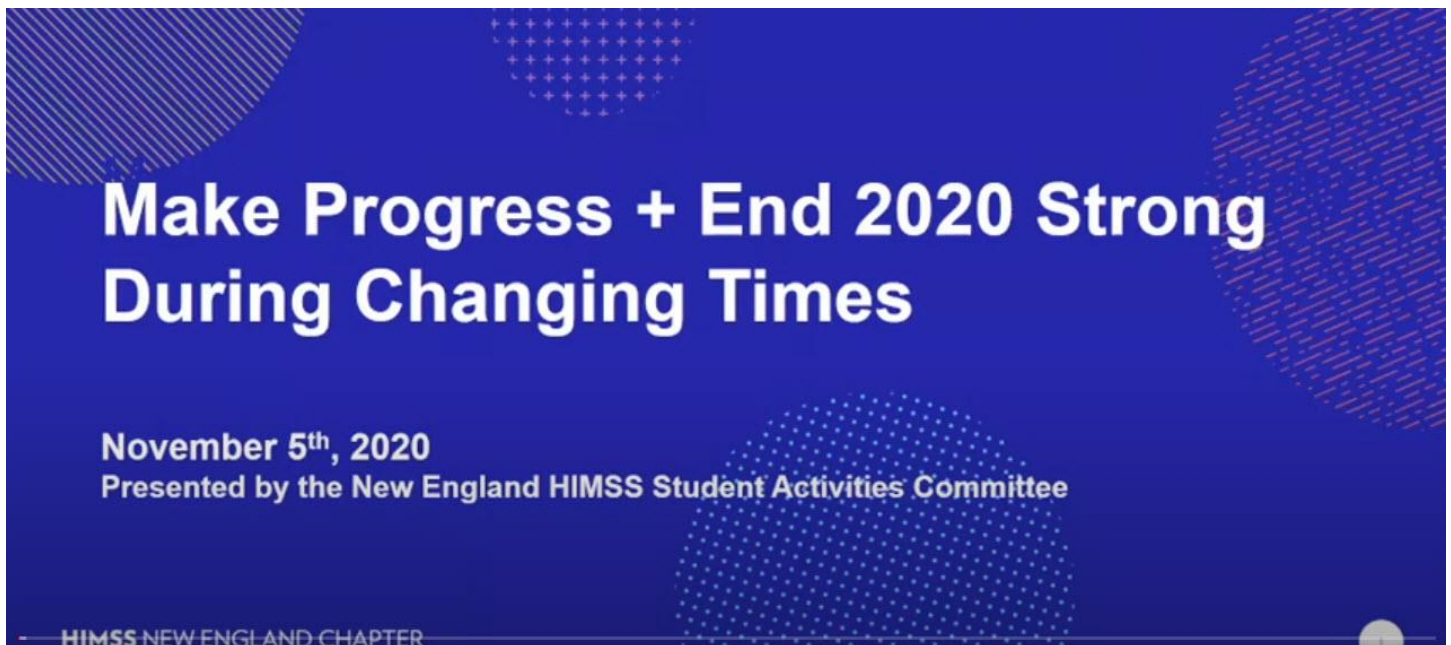 Make Progress + End 2020 Strong
During Changing Times
November 5th, 2020
Presented by the New England HIMSS Student Activities Committee
HIMSS NEW ENGLAND CHAPTER